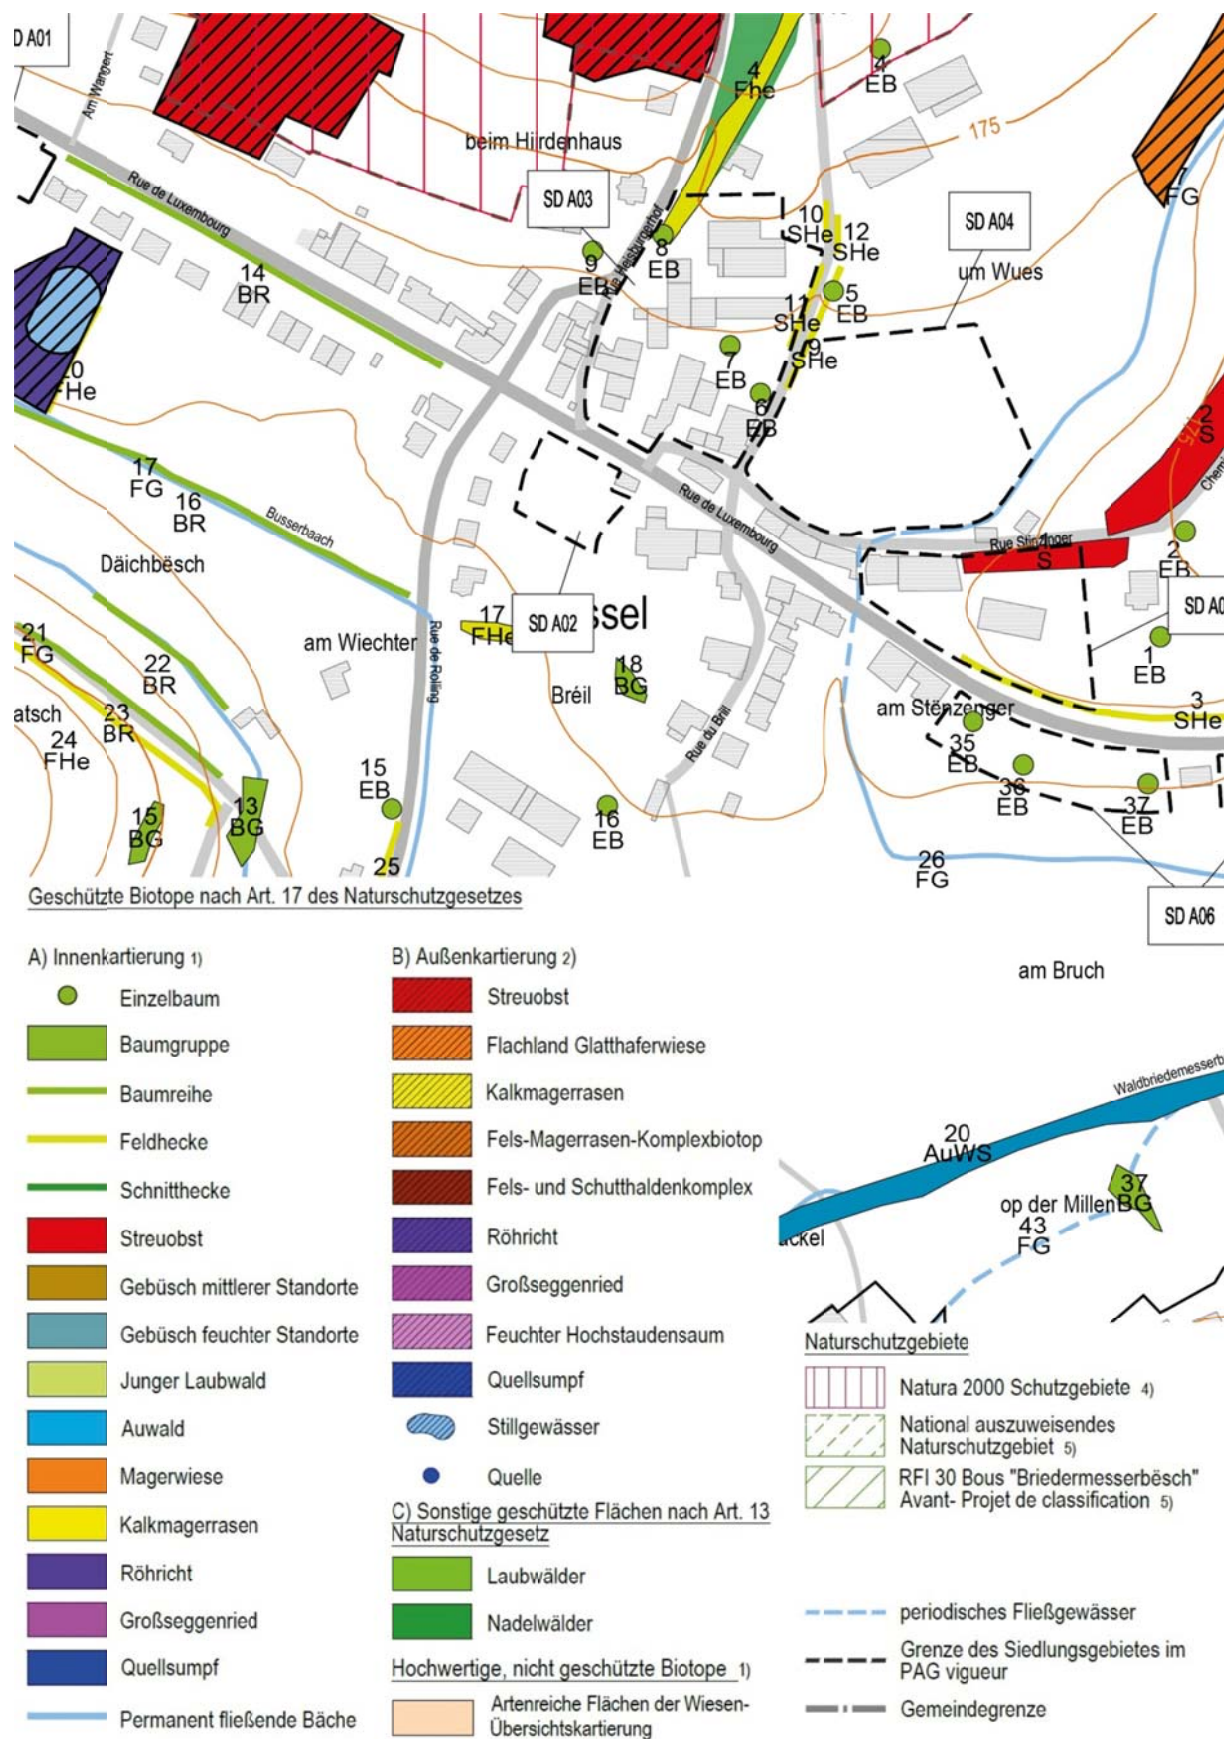 D A01
Am Wangert
4
Fhe
4
EB
175
beim Hirdenhaus
SD A03
SD A04
Rue de Luxembourg
Rue Heisburgerhof
7
FG
10
SHe
12
SHe
8
EB
9
EB
um Wues
14
BR
5
EB
11
SHe
9
SHe
7
EB
20
FHe
6
EB
2
S
175
17
FG
16
BR
Rue de Luxembourg
Busserbaach
Rue Stinzinger
S
2
EB
Däichbësch
17
FHe
SD A02
ssel
SD A0
21
FG
am Wiechter
Rue de Rolling
1
EB
22
BR
18
BG
Bréil
am Stënzenger
3
SHe
atsch
23
BR
24
FHe
Rue du Bréil
35
EB
15
EB
36
EB
37
EB
15
BG
13
BG
16
EB
25
26
FG
SD A06
Geschützte Biotope nach Art. 17 des Naturschutzgesetzes
A) Innenkartierung 1)
Einzelbaum
Baumgruppe
Baumreihe
Feldhecke
Schnitthecke
Streuobst
Gebüsch mittlerer Standorte
Gebüsch feuchter Standorte
Junger Laubwald
Auwald
Magerwiese
Kalkmagerrasen
Röhricht
Großseggenried
Quellsumpf
Permanent fließende Bäche
B) Außenkartierung 2)
Streuobst
Flachland Glatthaferwiese
Kalkmagerrasen
Fels-Magerrasen-Komplexbiotop
Fels- und Schutthaldenkomplex
Röhricht
Großseggenried
Feuchter Hochstaudensaum
Quellsumpf
Stillgewässer
Quelle
C) Sonstige geschützte Flächen nach Art. 13
Naturschutzgesetz
Laubwälder
Nadelwälder
Hochwertige, nicht geschützte Biotope 1)
Artenreiche Flächen der Wiesen-
Übersichtskartierung
am Bruch
Waldbriedemesserb
20
AuWS
37
BG
op der Millen
43
FG
ackel
Naturschutzgebiete
Natura 2000 Schutzgebiete 4)
National auszuweisendes
Naturschutzgebiet 5)
RFI 30 Bous "Briedermesserbësch"
Avant- Projet de classification 5)
periodisches Fließgewässer
Grenze des Siedlungsgebietes im
PAG vigueur
Gemeindegrenze